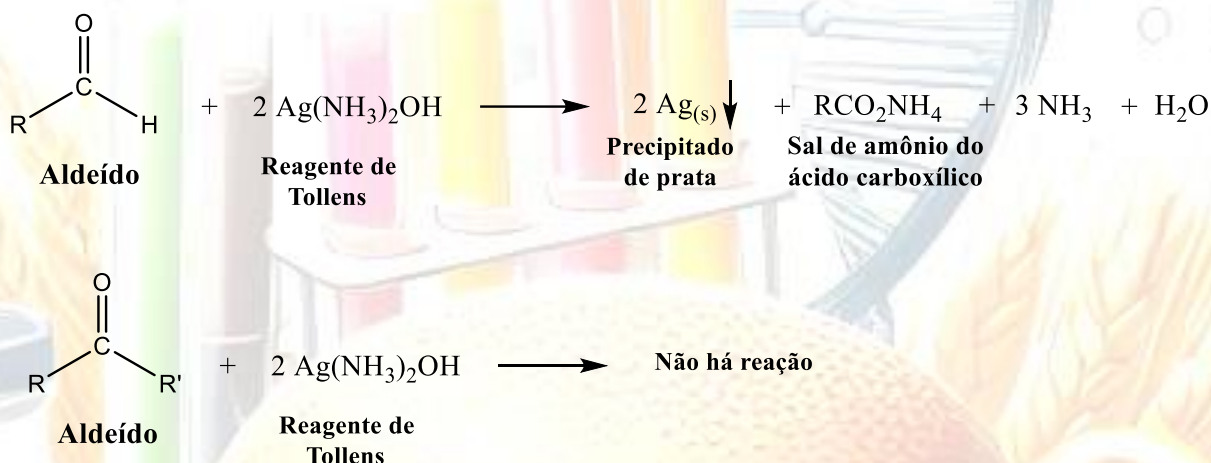 O
C
R H + 2 Ag(NH₃)₂OH → 2 Ag₍ₛ₎↓ + RCO₂NH₄ + 3 NH₃ + H₂O
Aldeído
Reagente de
Tollens
Precipitado
de prata
Sal de amônio do
ácido carboxílico
O
C
R R' + 2 Ag(NH₃)₂OH → Não há reação
Aldeído
Reagente de
Tollens